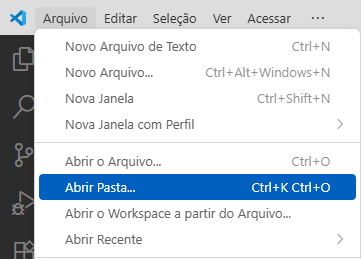 Arquivo Editar Seleção Ver Acessar ...
Novo Arquivo de Texto Ctrl+N
Novo Arquivo... Ctrl+Alt+Windows+N
Nova Janela Ctrl+Shift+N
Nova Janela com Perfil
Abrir o Arquivo... Ctrl+O
Abrir Pasta... Ctrl+K Ctrl+O
Abrir o Workspace a partir do Arquivo...
Abrir Recente